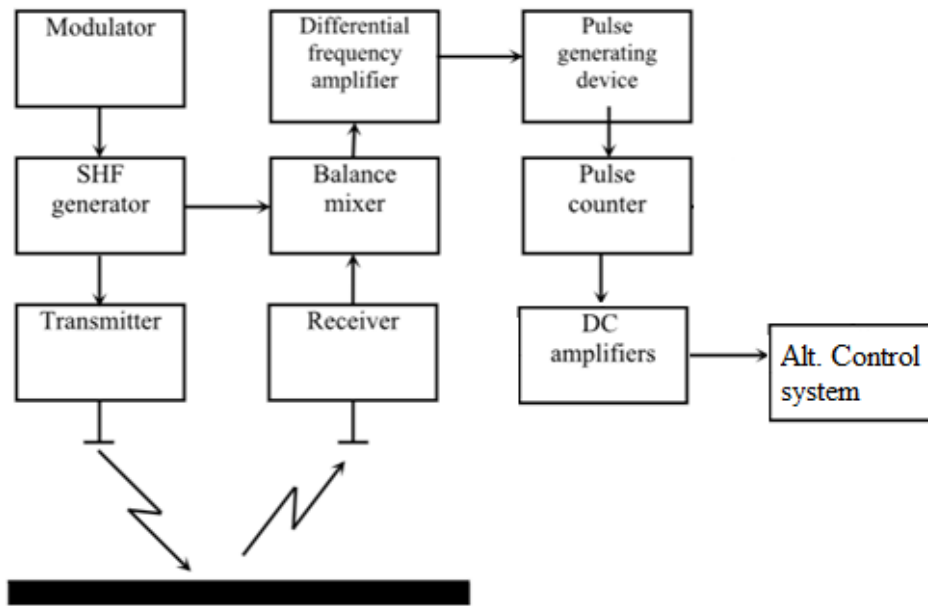 Modulator
Differential
frequency
amplifier
Pulse
generating
device
SHF
generator
Balance
mixer
Pulse
counter
Transmitter
Receiver
DC
amplifiers
Alt. Control
system